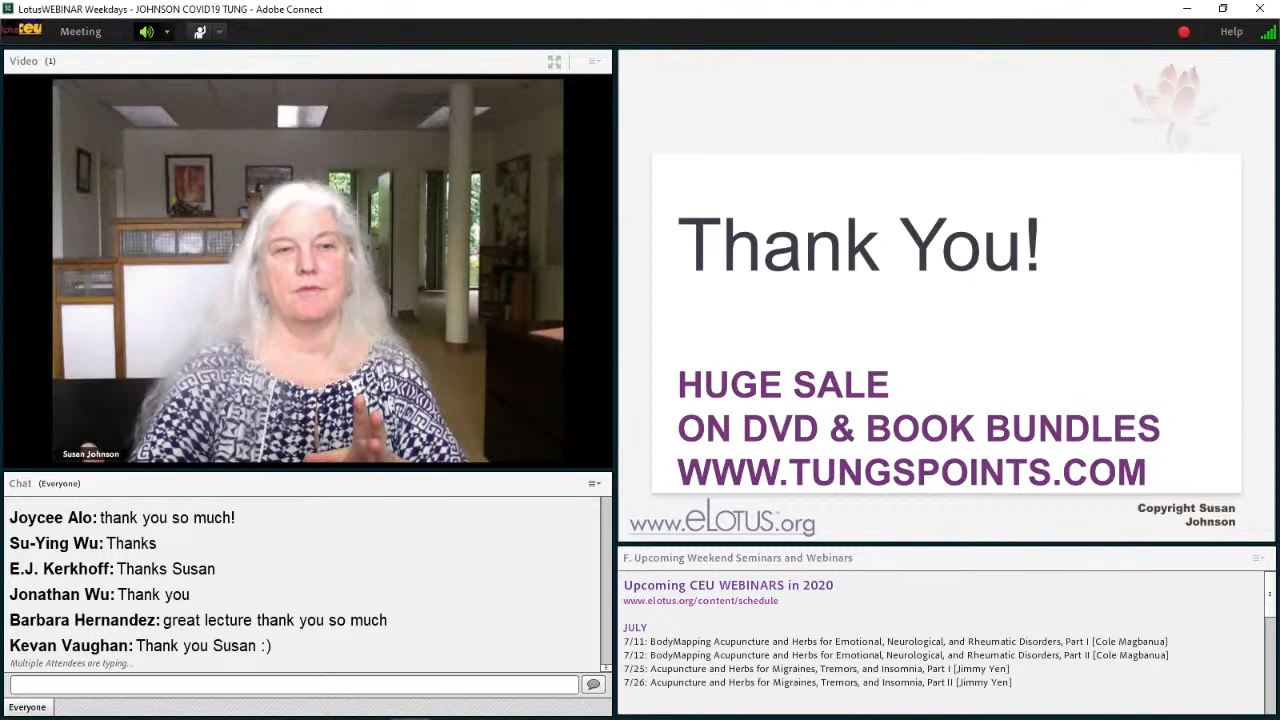 LotusWEBINAR Weekdays - JOHNSON COVID19 TUNG - Adobe Connect
Lotus CEU Meeting
Help
Video (1)
Susan Johnson
Thank You!
HUGE SALE
ON DVD & BOOK BUNDLES
WWW.TUNGSPOINTS.COM
www.eLOTUS.org
Copyright Susan
Johnson
Chat (Everyone)
Joycee Alo: thank you so much!
Su-Ying Wu: Thanks
E.J. Kerkhoff: Thanks Susan
Jonathan Wu: Thank you
Barbara Hernandez: great lecture thank you so much
Kevan Vaughan: Thank you Susan :)
Multiple Attendees are typing...
Everyone
F. Upcoming Weekend Seminars and Webinars
Upcoming CEU WEBINARS in 2020
www.elotus.org/content/schedule
JULY
7/11: BodyMapping Acupuncture and Herbs for Emotional, Neurological, and Rheumatic Disorders, Part I [Cole Magbanua]
7/12: BodyMapping Acupuncture and Herbs for Emotional, Neurological, and Rheumatic Disorders, Part II [Cole Magbanua]
7/25: Acupuncture and Herbs for Migraines, Tremors, and Insomnia, Part I [Jimmy Yen]
7/26: Acupuncture and Herbs for Migraines, Tremors, and Insomnia, Part II [Jimmy Yen]